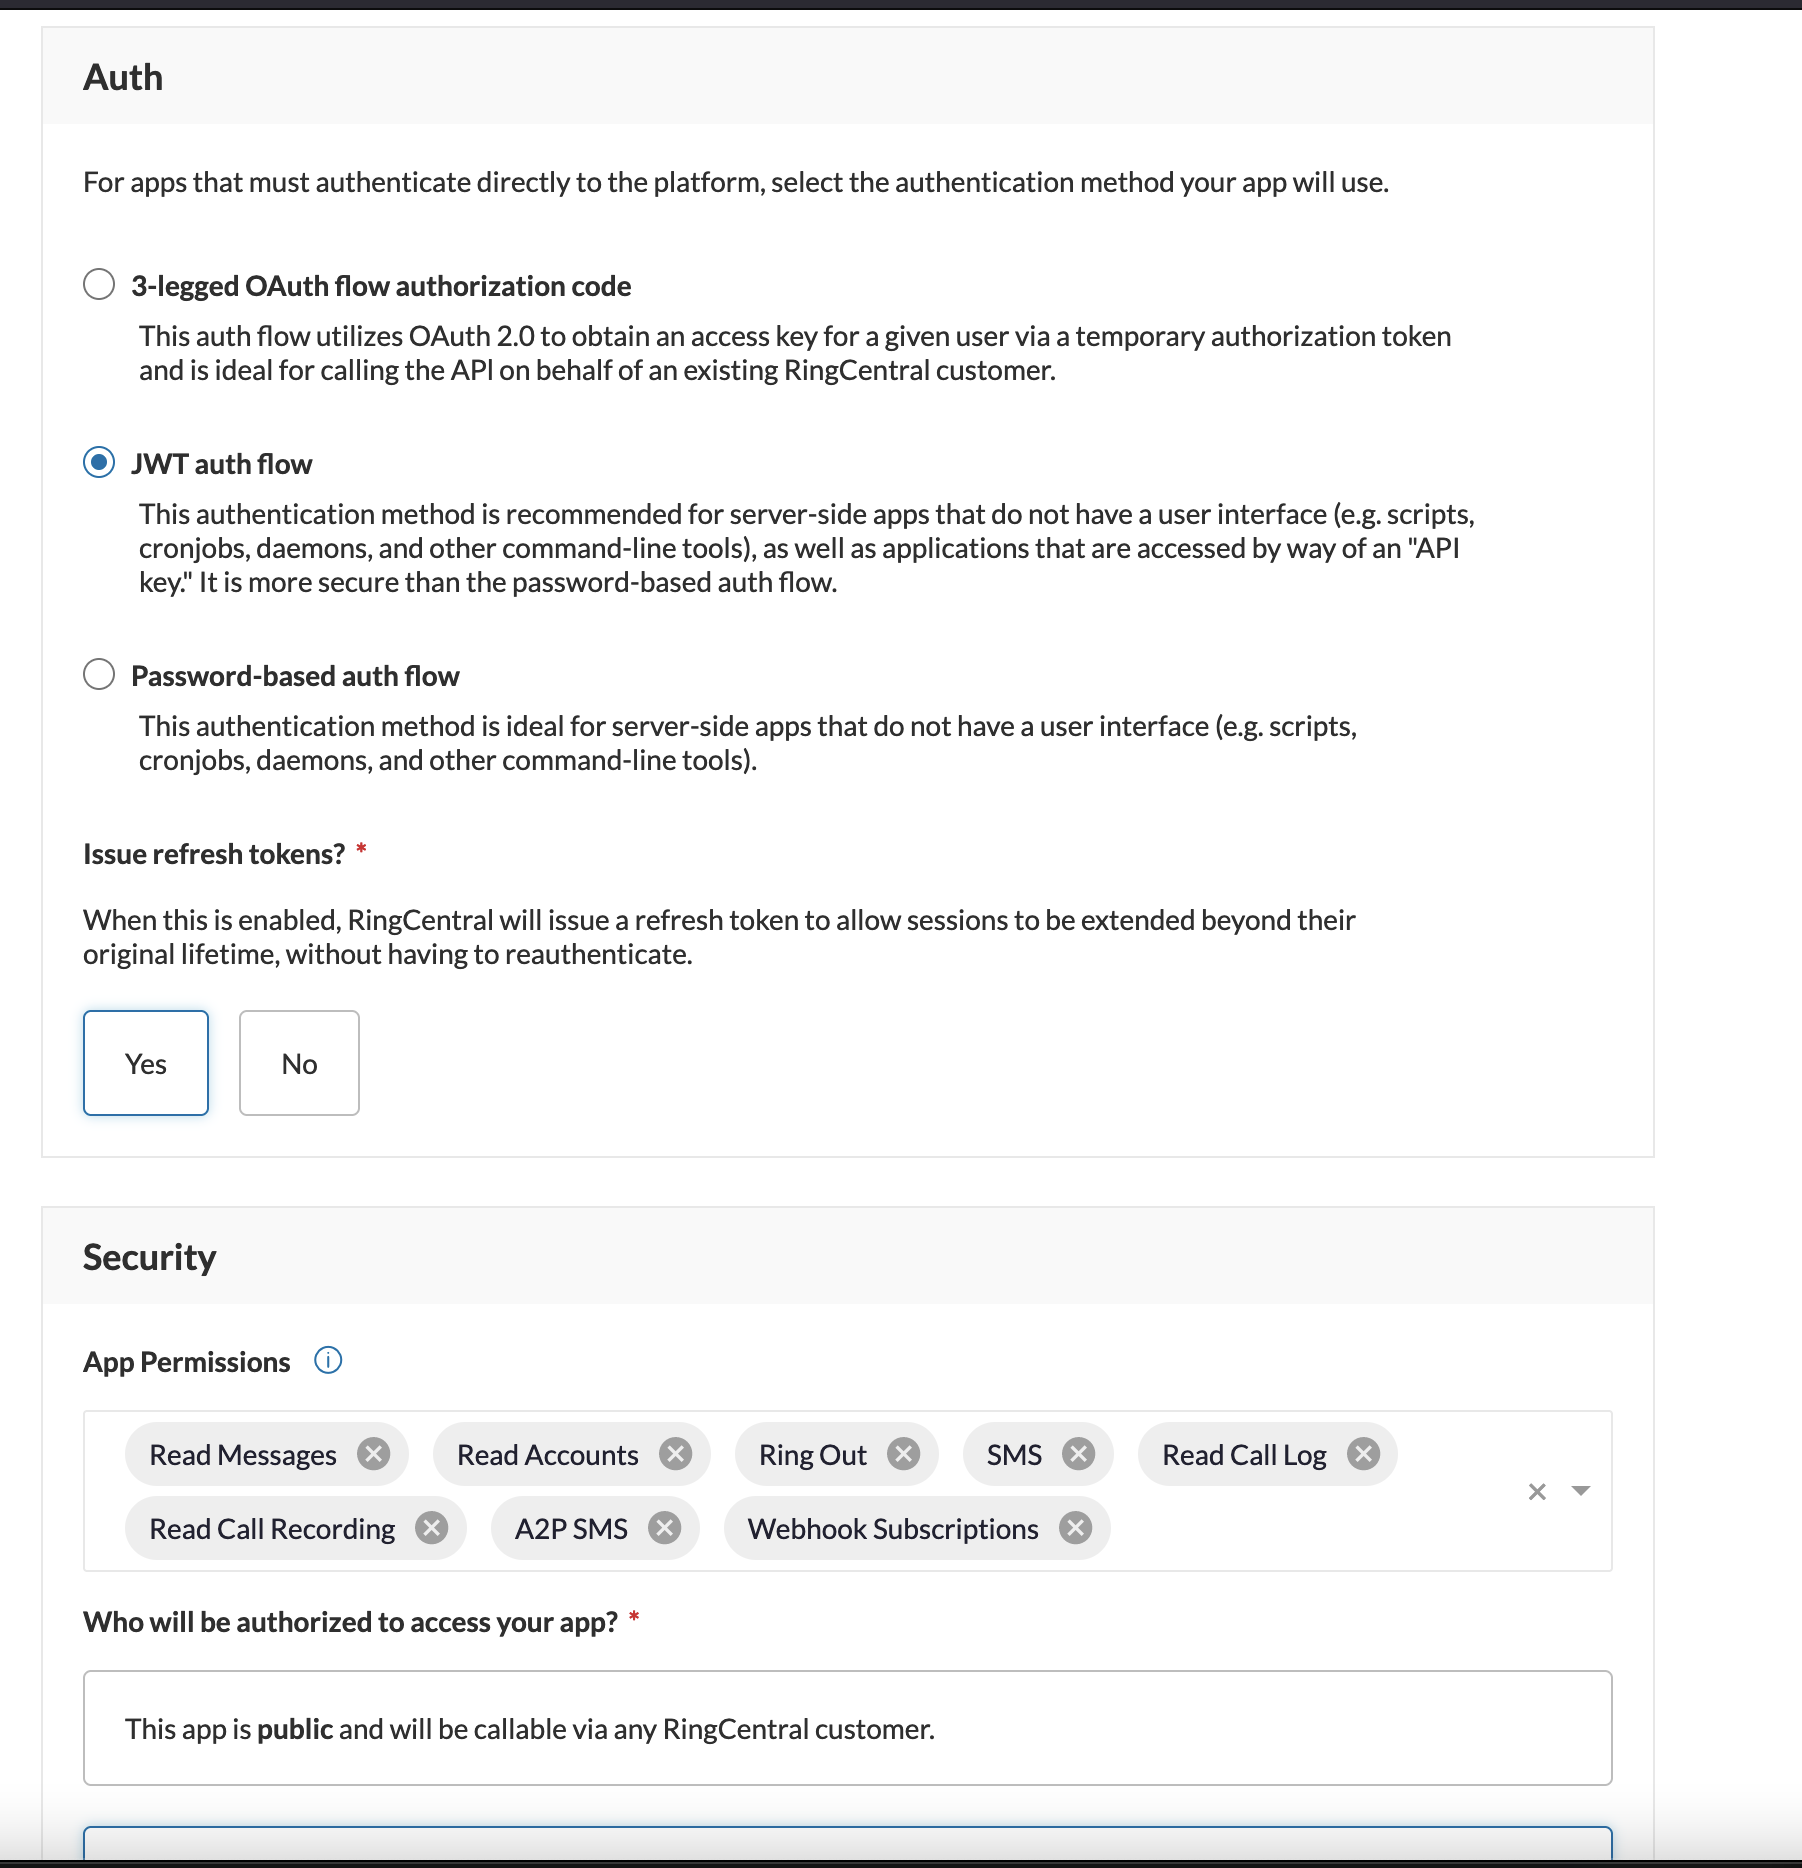 Auth
For apps that must authenticate directly to the platform, select the authentication method your app will use.
3-legged OAuth flow authorization code
This auth flow utilizes OAuth 2.0 to obtain an access key for a given user via a temporary authorization token
and is ideal for calling the API on behalf of an existing RingCentral customer.
JWT auth flow
This authentication method is recommended for server-side apps that do not have a user interface (e.g. scripts,
cronjobs, daemons, and other command-line tools), as well as applications that are accessed by way of an "API
key." It is more secure than the password-based auth flow.
Password-based auth flow
This authentication method is ideal for server-side apps that do not have a user interface (e.g. scripts,
cronjobs, daemons, and other command-line tools).
Issue refresh tokens? *
When this is enabled, RingCentral will issue a refresh token to allow sessions to be extended beyond their
original lifetime, without having to reauthenticate.
Yes No
Security
App Permissions
Read Messages Read Accounts Ring Out SMS Read Call Log
Read Call Recording A2P SMS Webhook Subscriptions
Who will be authorized to access your app? *
This app is public and will be callable via any RingCentral customer.